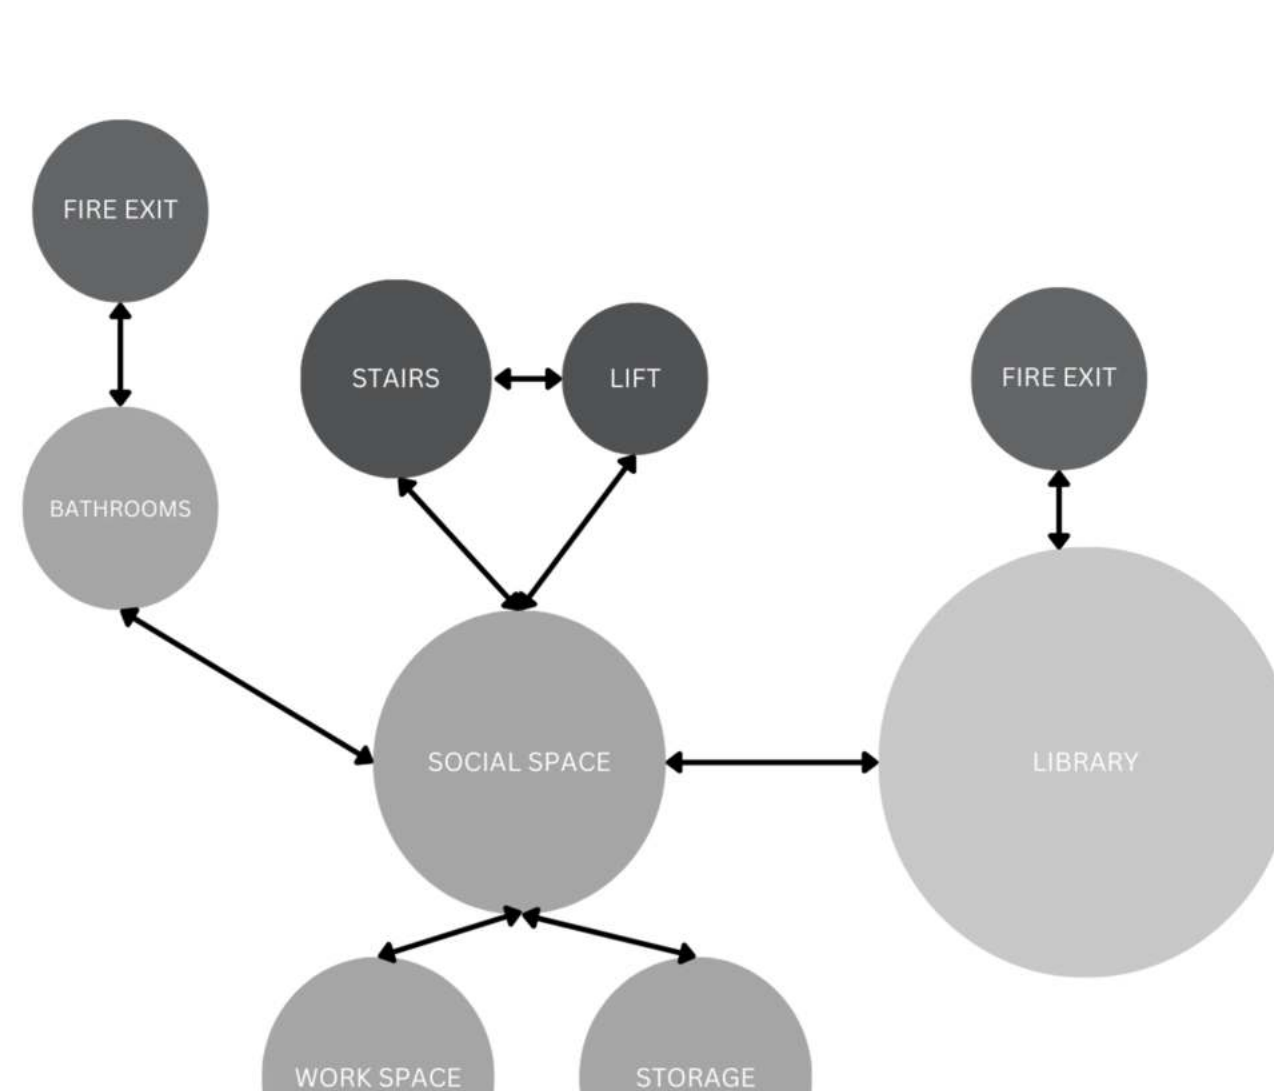 FIRE EXIT
STAIRS
LIFT
FIRE EXIT
BATHROOMS
SOCIAL SPACE
LIBRARY
WORK SPACE
STORAGE